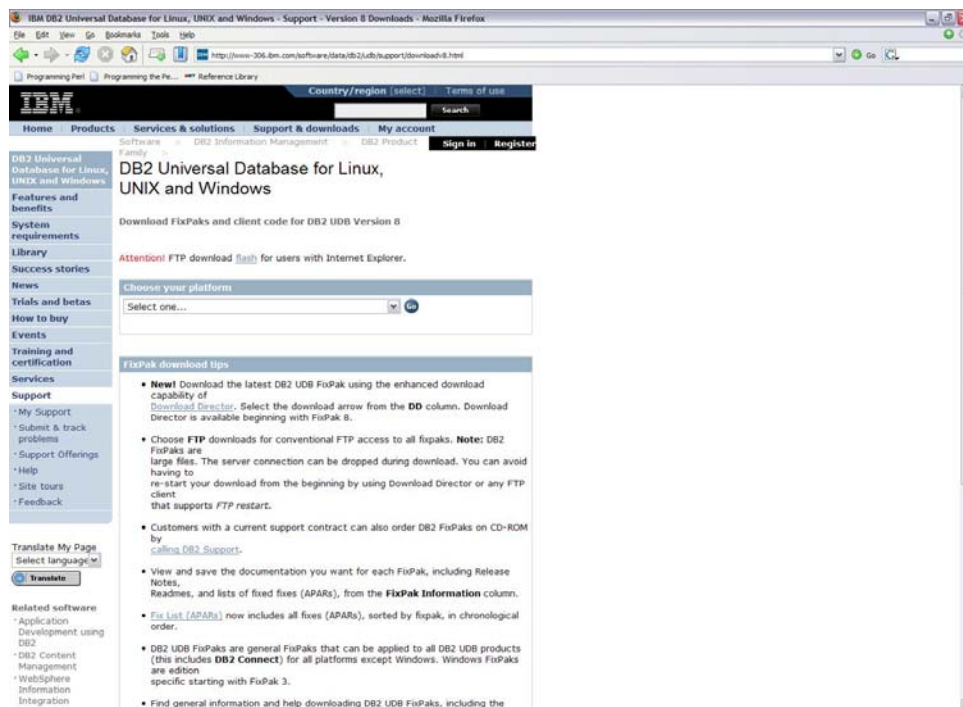 IBM DB2 Universal Database for Linux, UNIX and Windows - Support - Version 8 Downloads - Mozilla Firefox
File Edit View Go Bookmarks Tools Help
http://www-306.ibm.com/software/data/db2/udb/support/downloadv8.html
Go
Programming Perl Programming the Pe... Reference Library
Country/region [select] Terms of use
IBM
Search
Home Products Services & solutions Support & downloads My account
Software > DB2 Information Management > DB2 Product
Family >
Sign in Register
DB2 Universal
Database for Linux,
UNIX and Windows
Features and
benefits
System
requirements
Library
Success stories
News
Trials and betas
How to buy
Events
Training and
certification
Services
Support
· My Support
· Submit & track
problems
· Support Offerings
· Help
· Site tours
· Feedback
Translate My Page
Select language
Translate
Related software
· Application
Development using
DB2
· DB2 Content
Management
· WebSphere
Information
Integration
DB2 Universal Database for Linux,
UNIX and Windows
Download FixPaks and client code for DB2 UDB Version 8
Attention! FTP download flash for users with Internet Explorer.
Choose your platform
Select one...
Go
FixPak download tips
• New! Download the latest DB2 UDB FixPak using the enhanced download
capability of
Download Director. Select the download arrow from the DD column. Download
Director is available beginning with FixPak 8.
• Choose FTP downloads for conventional FTP access to all fixpaks. Note: DB2
FixPaks are
large files. The server connection can be dropped during download. You can avoid
having to
re-start your download from the beginning by using Download Director or any FTP
client
that supports FTP restart.
• Customers with a current support contract can also order DB2 FixPaks on CD-ROM
by
calling DB2 Support.
• View and save the documentation you want for each FixPak, including Release
Notes,
Readmes, and lists of fixed fixes (APARs), from the FixPak Information column.
• Fix List (APARs) now includes all fixes (APARs), sorted by fixpak, in chronological
order.
• DB2 UDB FixPaks are general FixPaks that can be applied to all DB2 UDB products
(this includes DB2 Connect) for all platforms except Windows. Windows FixPaks
are edition
specific starting with FixPak 3.
• Find general information and help downloading DB2 UDB FixPaks, including the